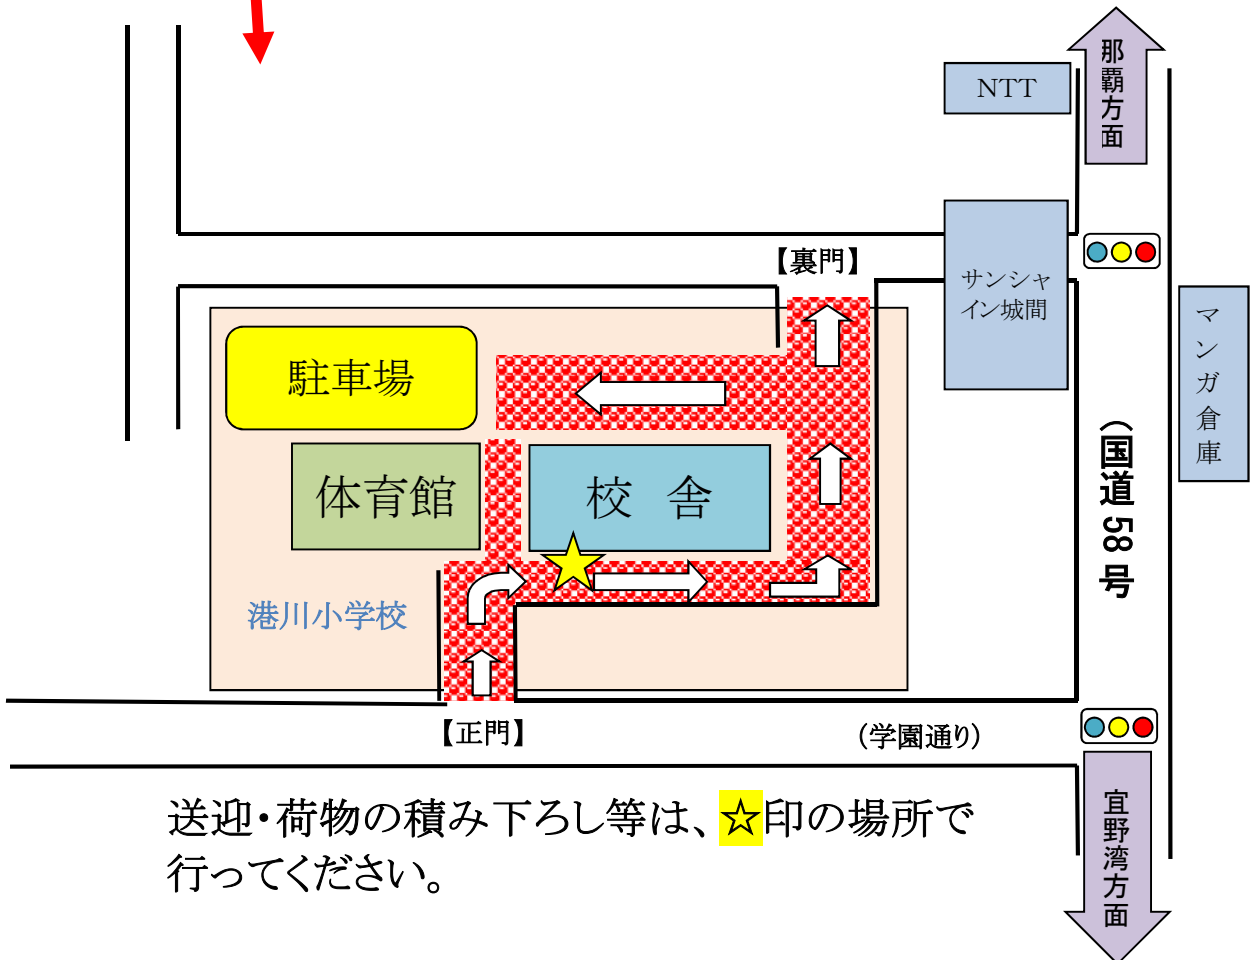 那覇方面
NTT
【裏門】
サンシャ
イン城間
マンガ倉庫
駐車場
体育館
校　舎
（国道58号
港川小学校
【正門】
（学園通り）
宜野湾方面
送迎・荷物の積み下ろし等は、☆印の場所で
行ってください。